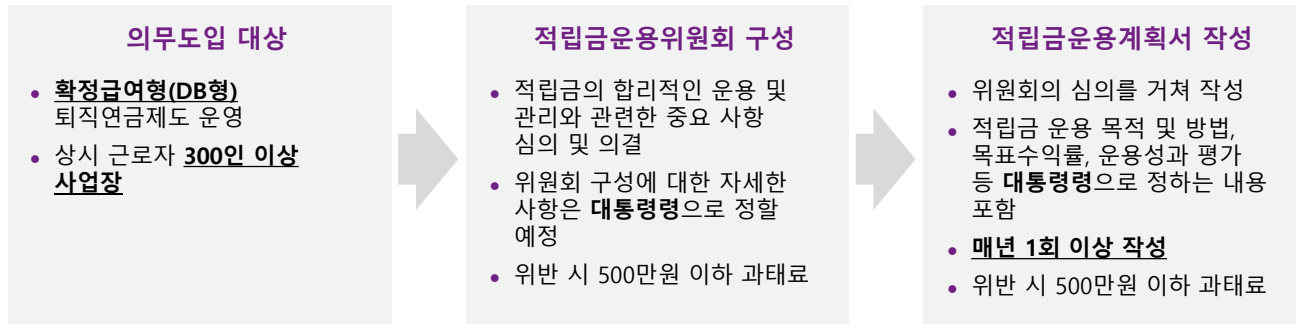 의무도입 대상
• 확정급여형(DB형)
퇴직연금제도 운영
• 상시 근로자 300인 이상
사업장
적립금운용위원회 구성
• 적립금의 합리적인 운용 및
관리와 관련한 중요 사항
심의 및 의결
• 위원회 구성에 대한 자세한
사항은 대통령령으로 정할
예정
• 위반 시 500만원 이하 과태료
적립금운용계획서 작성
• 위원회의 심의를 거쳐 작성
• 적립금 운용 목적 및 방법,
목표수익률, 운용성과 평가
등 대통령령으로 정하는 내용
포함
• 매년 1회 이상 작성
• 위반 시 500만원 이하 과태료